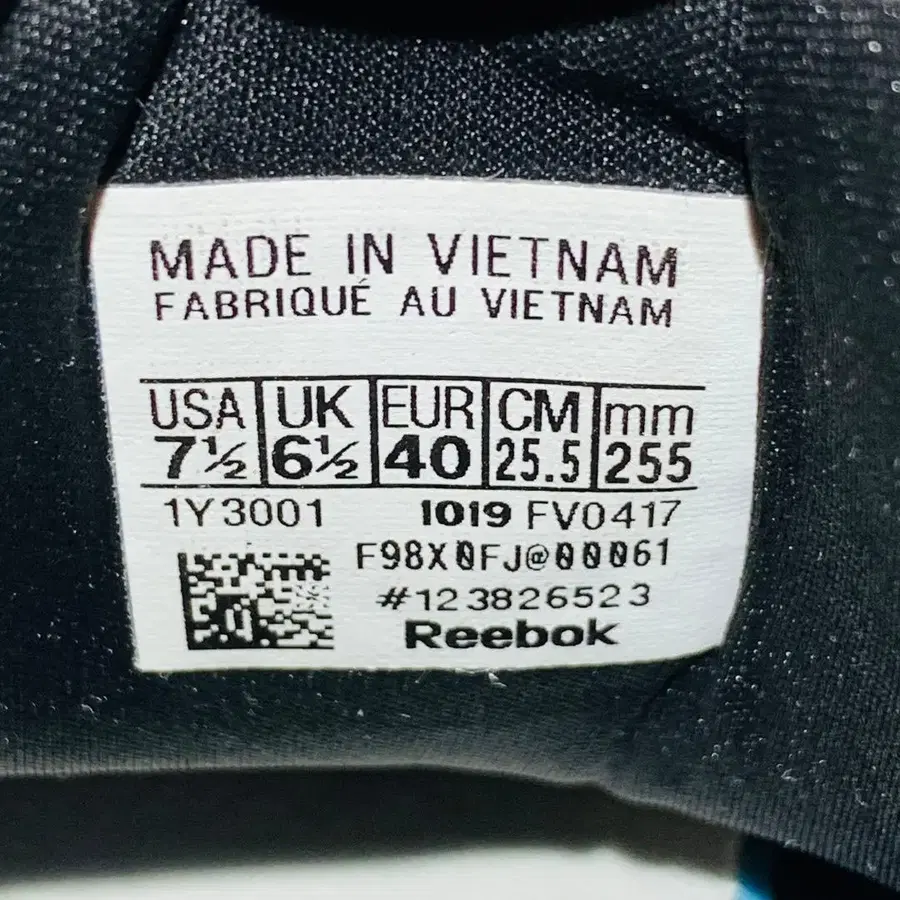 MADE IN VIETNAM
FABRIQUÉ AU VIETNAM
USA UK EUR CM mm
7½ 6½ 40 25.5 255
1Y3001 1019 FV0417
F98X0FJ@00061
#123826523
Reebok